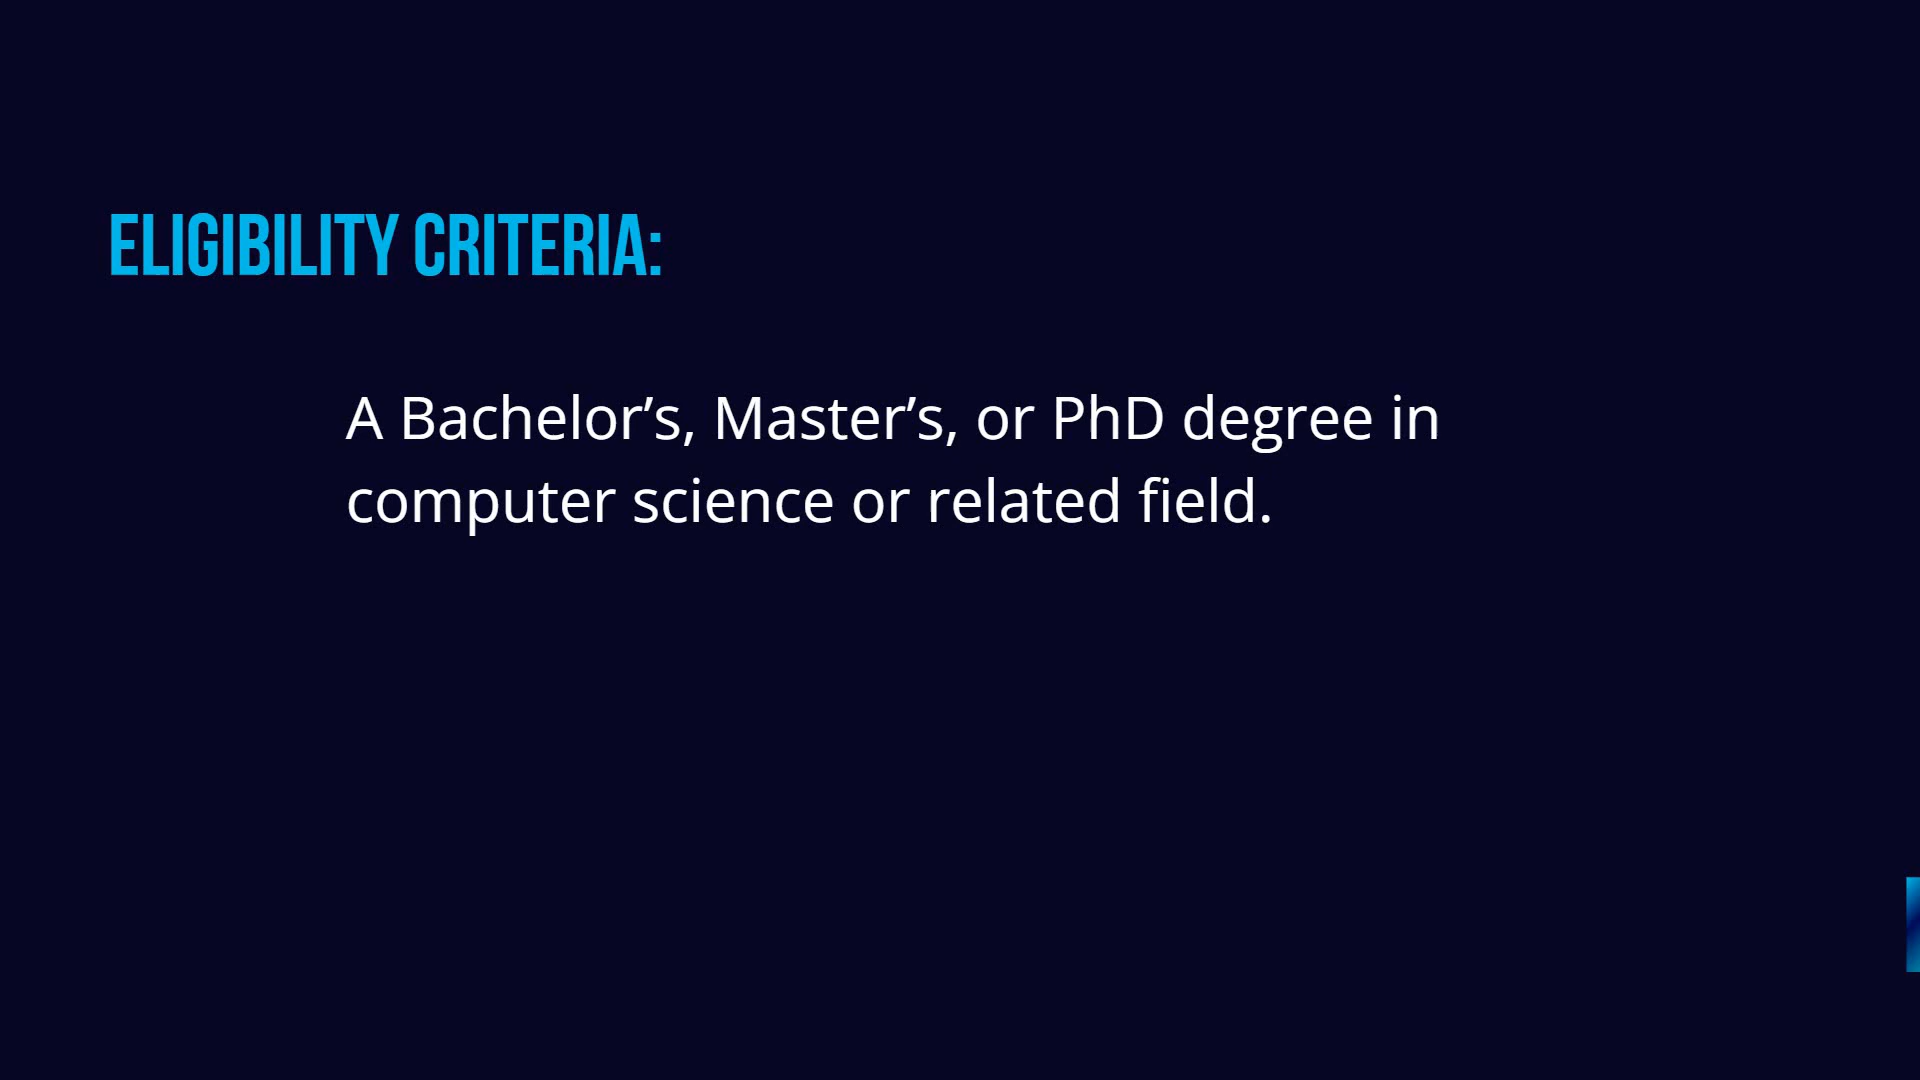 ELIGIBILITY CRITERIA:
A Bachelor’s, Master’s, or PhD degree in
computer science or related field.